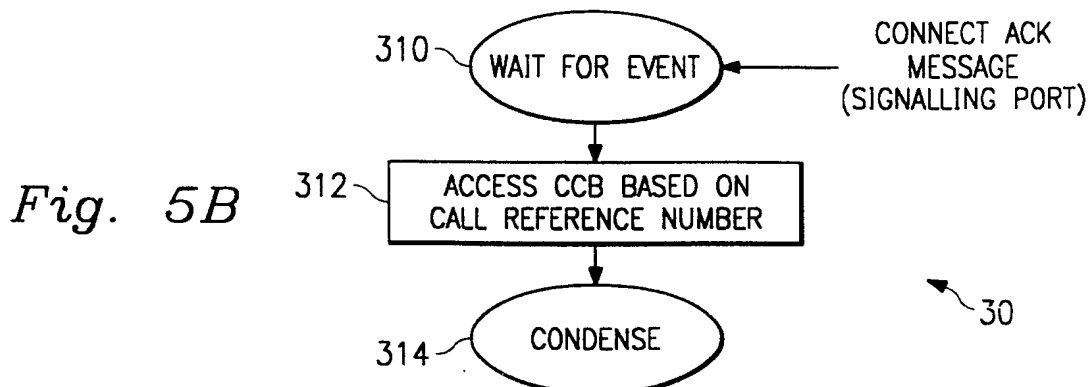 310
WAIT FOR EVENT
CONNECT ACK
MESSAGE
(SIGNALLING PORT)
Fig. 5B
312
ACCESS CCB BASED ON
CALL REFERENCE NUMBER
30
314
CONDENSE